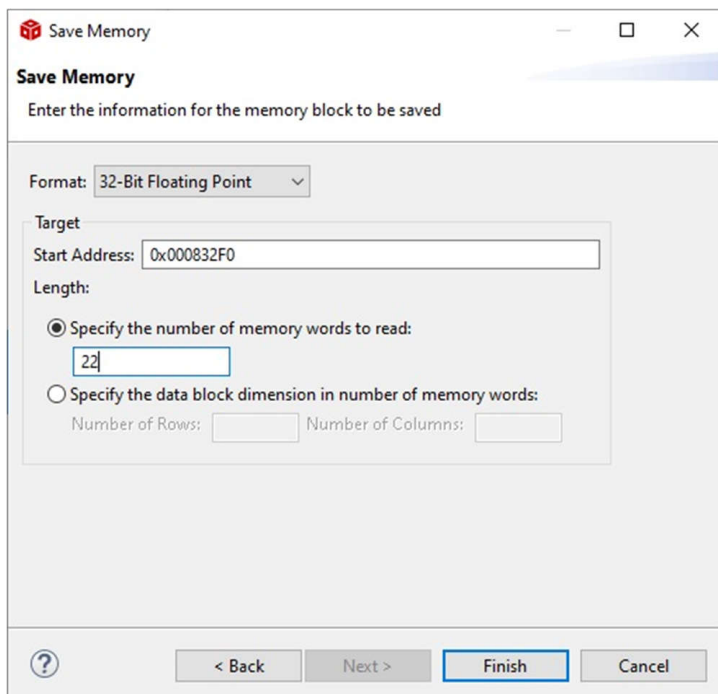 Save Memory
Save Memory
Enter the information for the memory block to be saved
Format: 32-Bit Floating Point
Target
Start Address: 0x000832F0
Length:
Specify the number of memory words to read:
22
Specify the data block dimension in number of memory words:
Number of Rows: Number of Columns:
? < Back Next > Finish Cancel